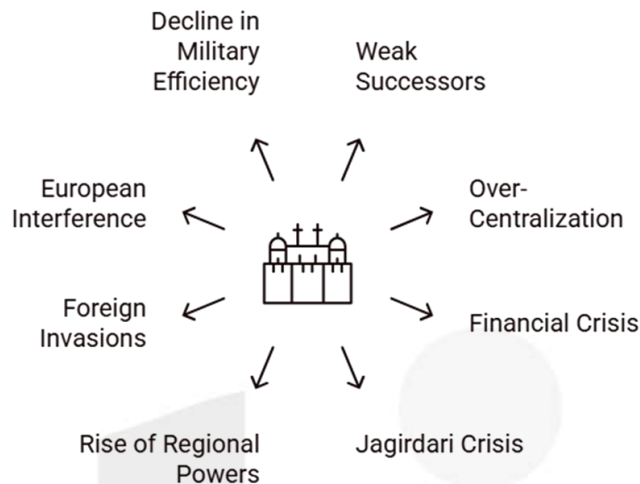 Decline in
Military
Efficiency
Weak
Successors
European
Interference
Over-
Centralization
Foreign
Invasions
Financial Crisis
Rise of Regional
Powers
Jagirdari Crisis